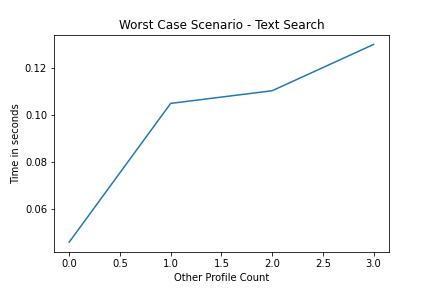 Worst Case Scenario - Text Search
Time in seconds
0.12
0.10
0.08
0.06
0.0 0.5 1.0 1.5 2.0 2.5 3.0
Other Profile Count